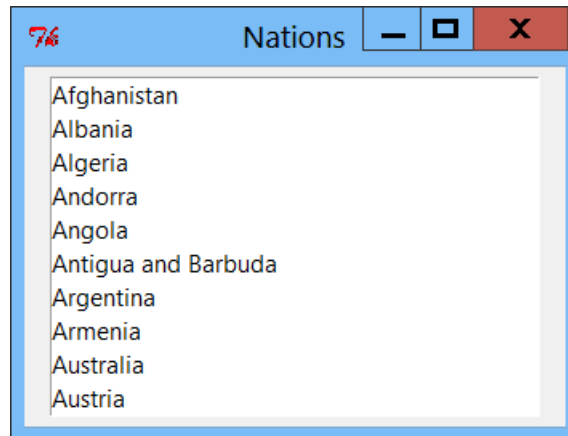 Nations
Afghanistan
Albania
Algeria
Andorra
Angola
Antigua and Barbuda
Argentina
Armenia
Australia
Austria